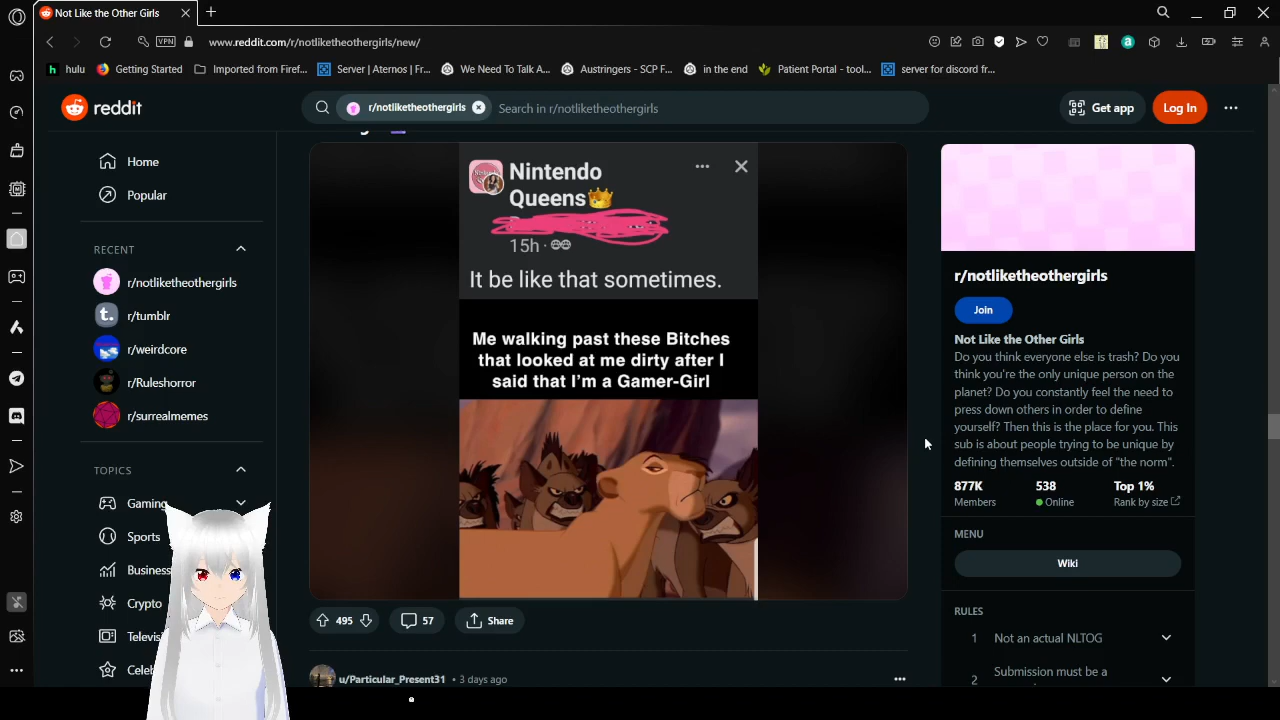 Not Like the Other Girls
VPN
www.reddit.com/r/notliketheothergirls/new/
hulu
Getting Started
Imported from Firef...
Server | Aternos | Fr...
We Need To Talk A...
Austringers - SCP F...
in the end
Patient Portal - tool...
server for discord fr...
reddit
r/notliketheothergirls
Search in r/notliketheothergirls
Get app
Log In
Home
Popular
RECENT
r/notliketheothergirls
r/tumblr
r/weirdcore
r/Ruleshorror
r/surrealmemes
TOPICS
Gaming
Sports
Business
Crypto
Nintendo
Queens
15h
It be like that sometimes.
Me walking past these Bitches
that looked at me dirty after I
said that I'm a Gamer-Girl
495
57
Share
u/Particular_Present31 • 3 days ago
r/notliketheothergirls
Join
Not Like the Other Girls
Do you think everyone else is trash? Do you
think you're the only unique person on the
planet? Do you constantly feel the need to
press down others in order to define
yourself? Then this is the place for you. This
sub is about people trying to be unique by
defining themselves outside of "the norm".
877K
Members
538
Online
Top 1%
Rank by size
MENU
Wiki
RULES
1 Not an actual NLTOG
2 Submission must be a